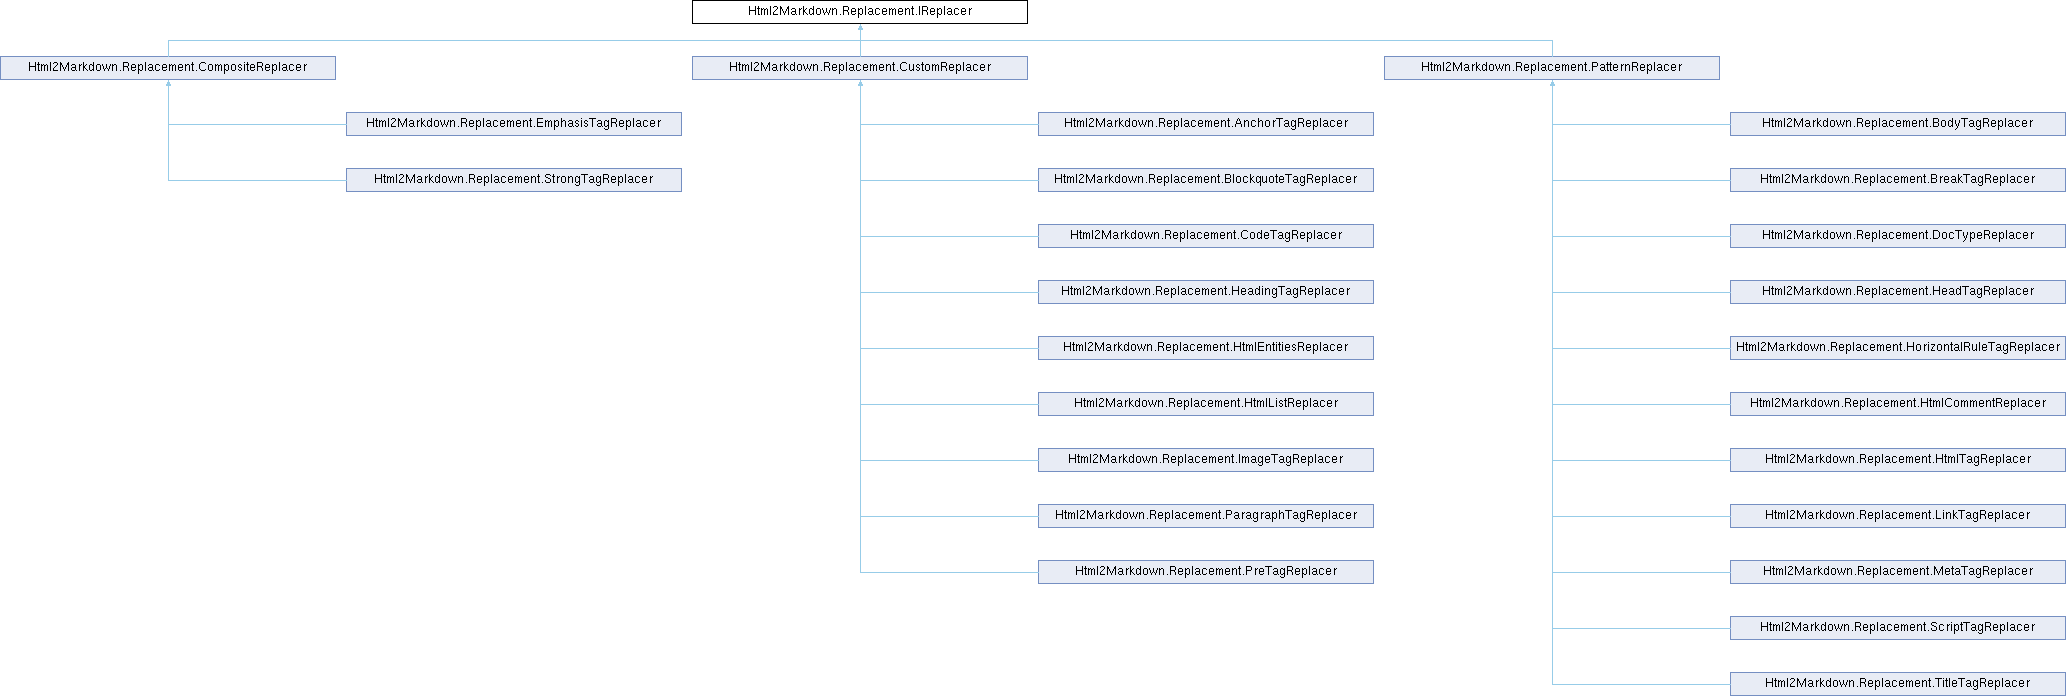 Html2Markdown.Replacement.IReplacer
Html2Markdown.Replacement.CompositeReplacer
Html2Markdown.Replacement.CustomReplacer
Html2Markdown.Replacement.PatternReplacer
Html2Markdown.Replacement.EmphasisTagReplacer
Html2Markdown.Replacement.AnchorTagReplacer
Html2Markdown.Replacement.BodyTagReplacer
Html2Markdown.Replacement.StrongTagReplacer
Html2Markdown.Replacement.BlockquoteTagReplacer
Html2Markdown.Replacement.BreakTagReplacer
Html2Markdown.Replacement.CodeTagReplacer
Html2Markdown.Replacement.DocTypeReplacer
Html2Markdown.Replacement.HeadingTagReplacer
Html2Markdown.Replacement.HeadTagReplacer
Html2Markdown.Replacement.HtmlEntitiesReplacer
Html2Markdown.Replacement.HorizontalRuleTagReplacer
Html2Markdown.Replacement.HtmlListReplacer
Html2Markdown.Replacement.HtmlCommentReplacer
Html2Markdown.Replacement.ImageTagReplacer
Html2Markdown.Replacement.HtmlTagReplacer
Html2Markdown.Replacement.ParagraphTagReplacer
Html2Markdown.Replacement.LinkTagReplacer
Html2Markdown.Replacement.PreTagReplacer
Html2Markdown.Replacement.MetaTagReplacer
Html2Markdown.Replacement.ScriptTagReplacer
Html2Markdown.Replacement.TitleTagReplacer